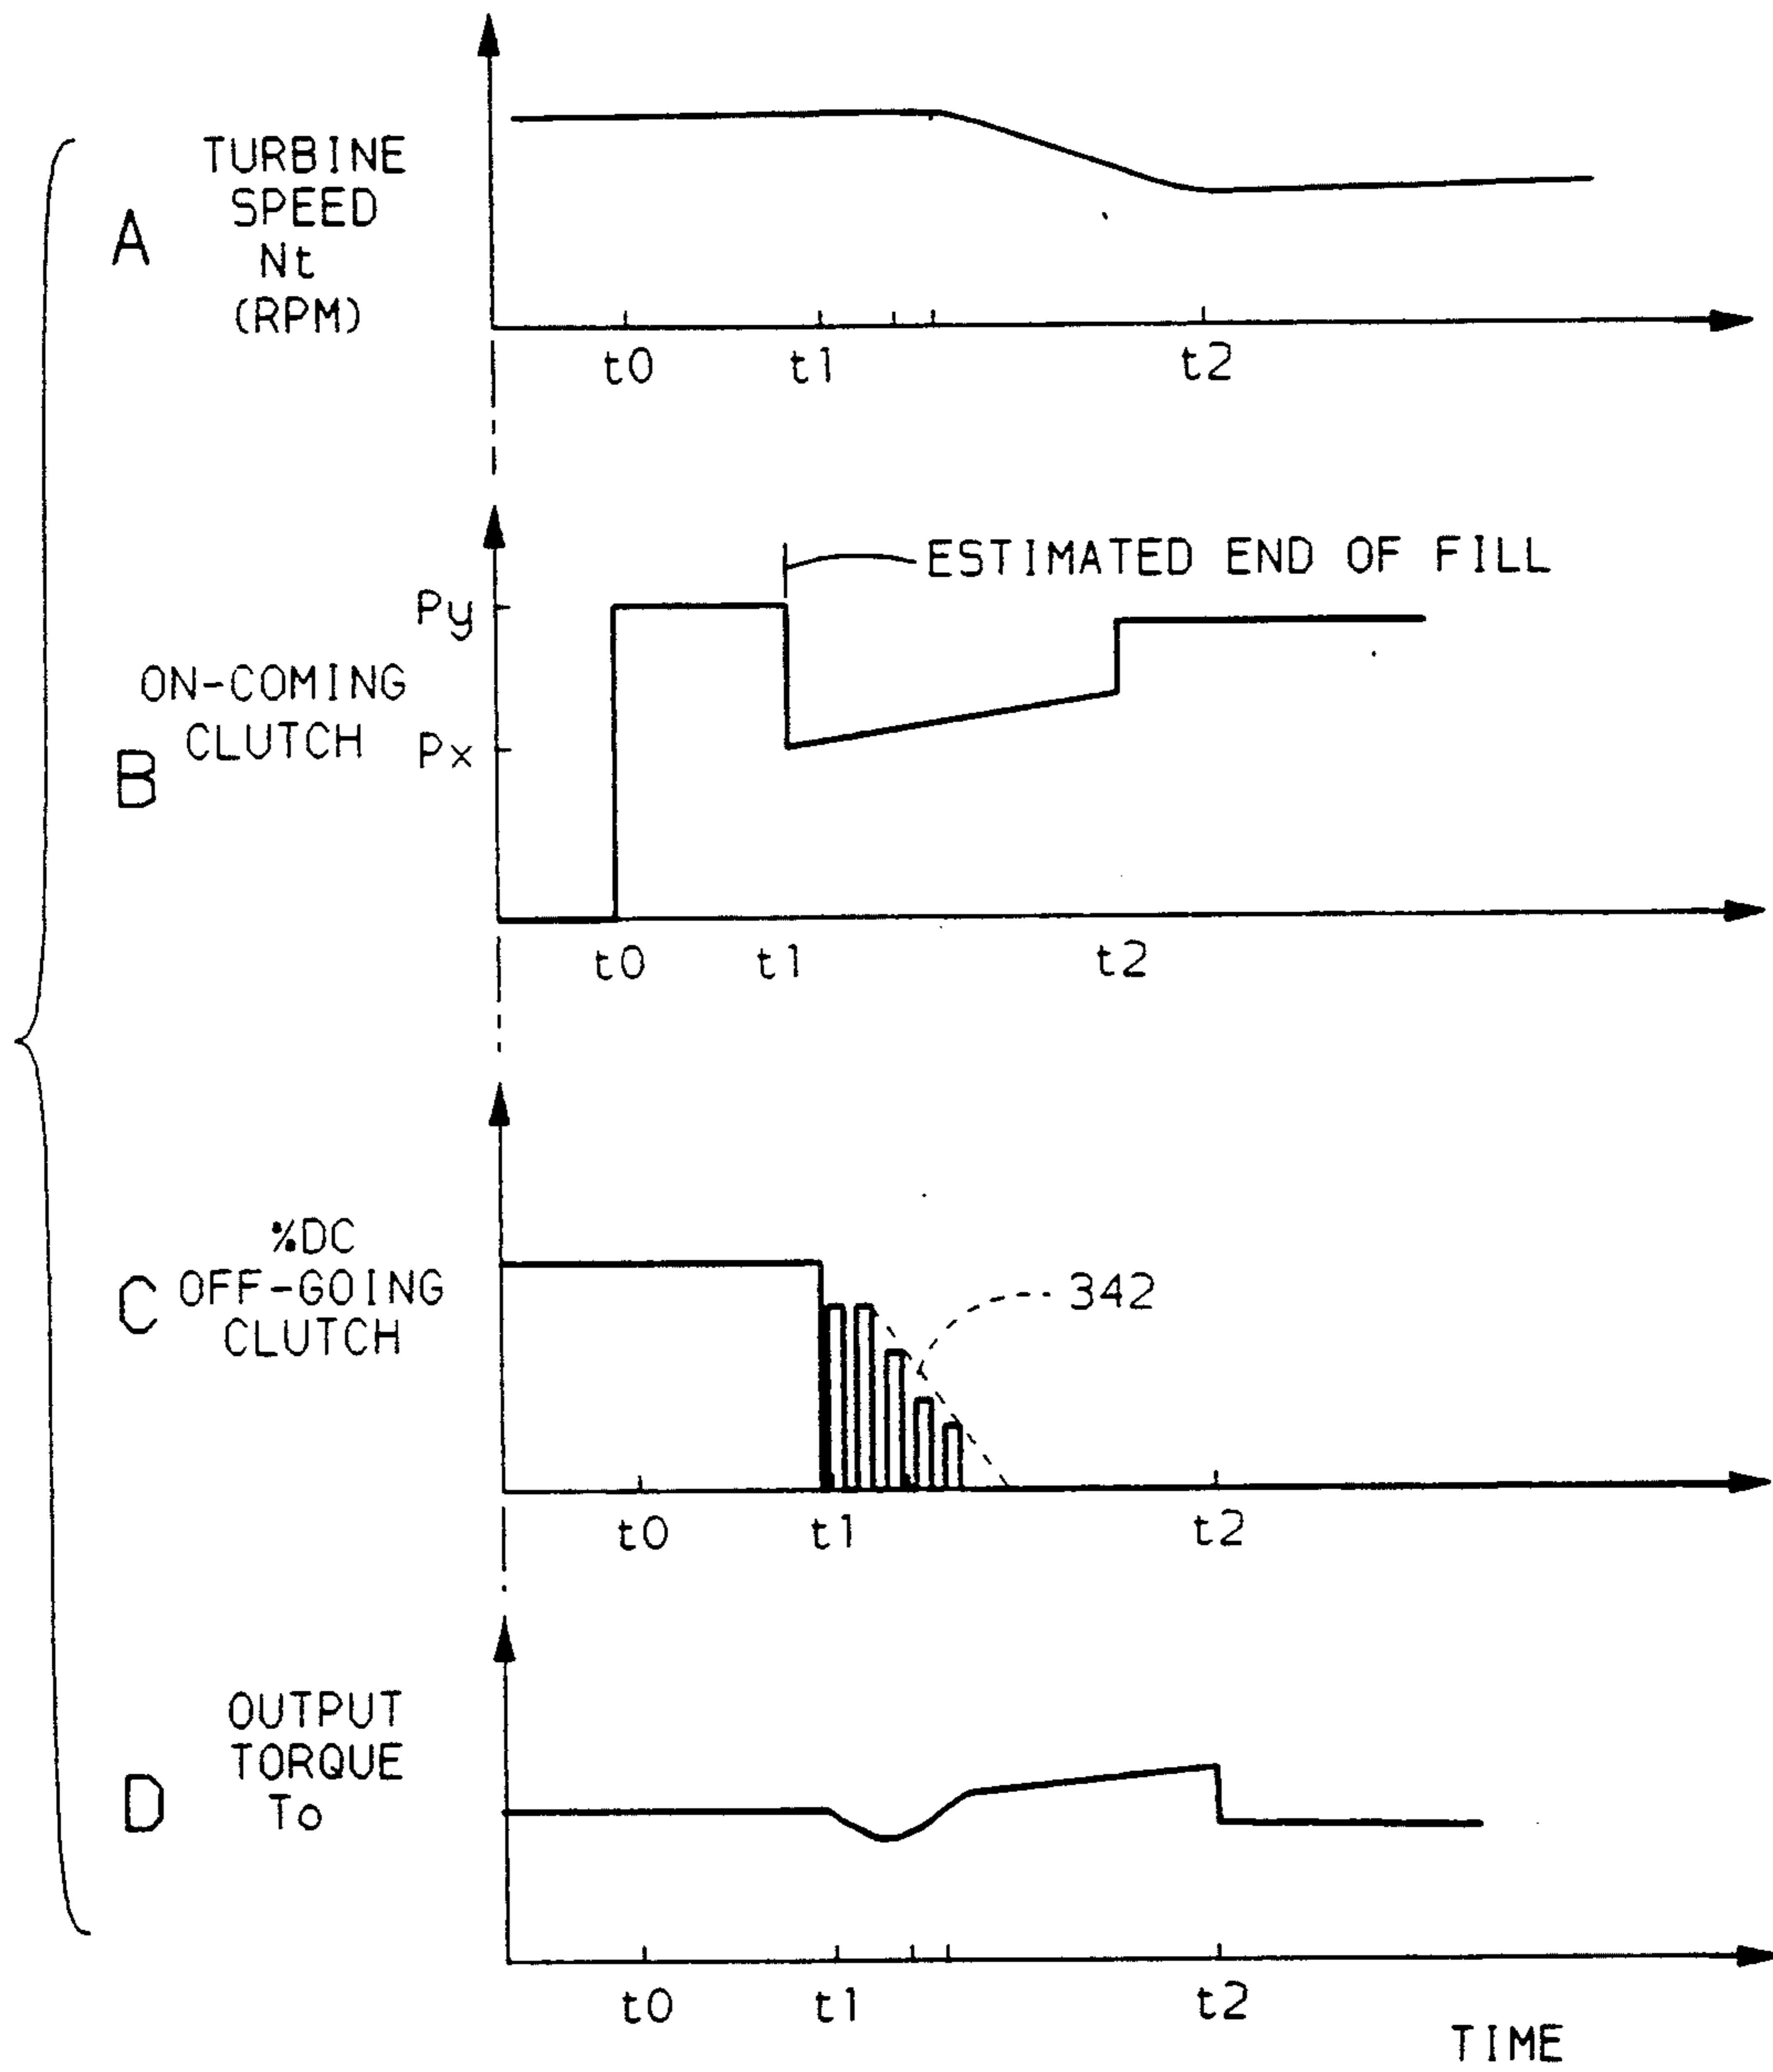 A
TURBINE
SPEED
Nt
(RPM)
t0 t1 t2
ESTIMATED END OF FILL
Py
ON-COMING
CLUTCH
Px
B
t0 t1 t2
%DC
OFF-GOING
CLUTCH
C
342
t0 t1 t2
OUTPUT
TORQUE
To
D
t0 t1 t2
TIME